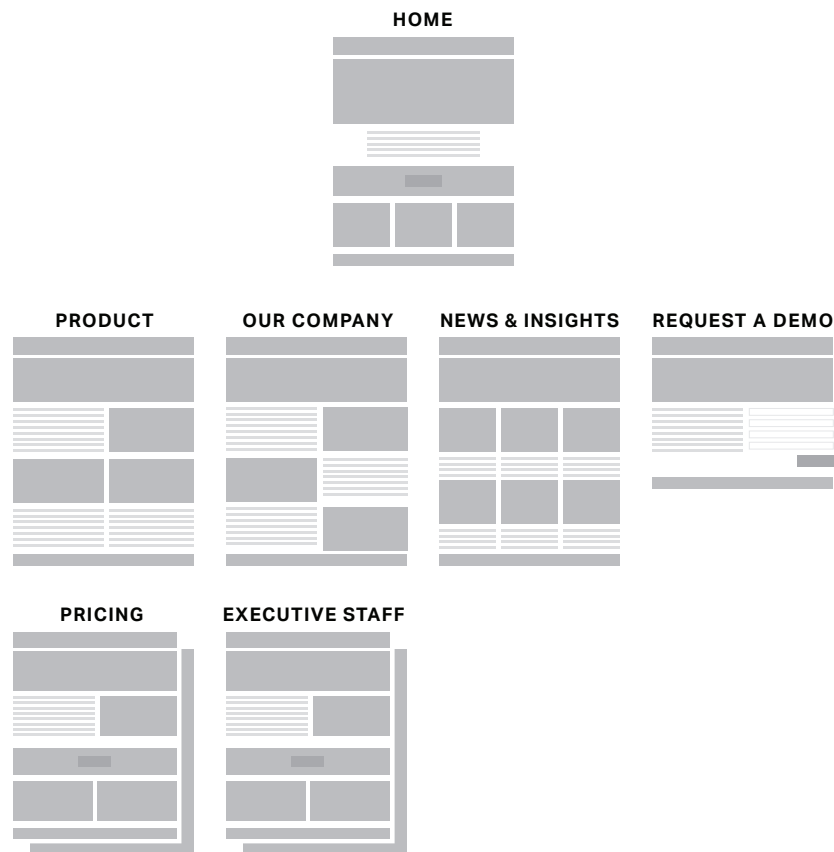 HOME
PRODUCT
OUR COMPANY
NEWS & INSIGHTS
REQUEST A DEMO
PRICING
EXECUTIVE STAFF